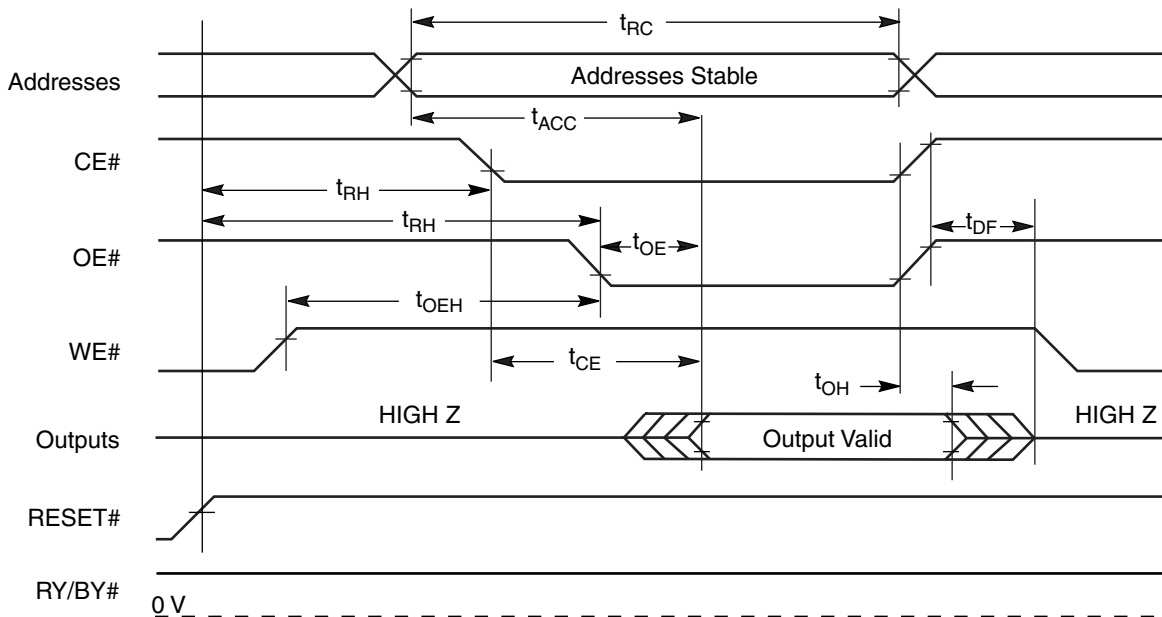 tRC
Addresses
Addresses Stable
tACC
CE#
tRH
tRH
tDF
OE#
tOE
tOEH
WE#
tCE
tOH
HIGH Z
HIGH Z
Outputs
Output Valid
RESET#
RY/BY#
0 V